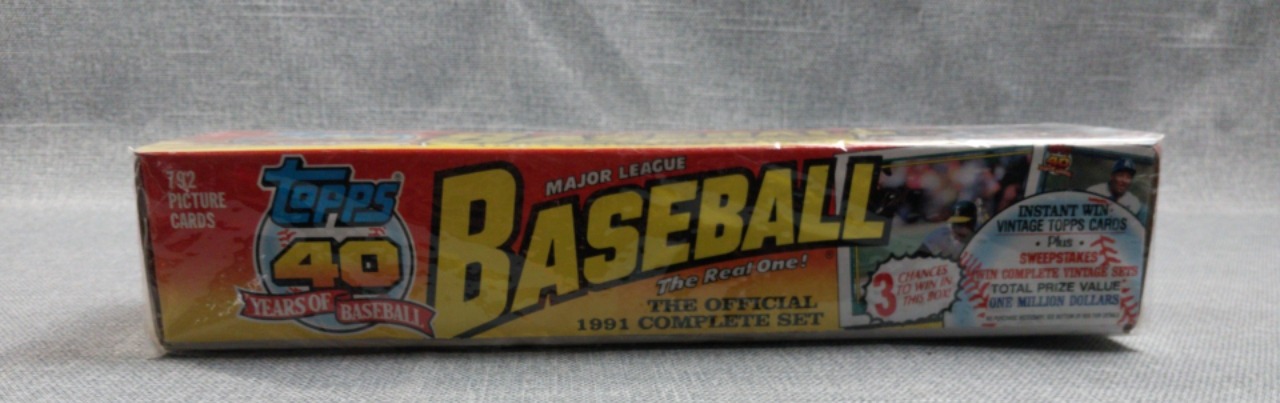 792
PICTURE
CARDS
TOPPS
40
YEARS OF BASEBALL
MAJOR LEAGUE
BASEBALL
The Real One!
THE OFFICIAL
1991 COMPLETE SET
3 CHANCES
TO WIN IN
THIS BOX!
40
INSTANT WIN
VINTAGE TOPPS CARDS
• Plus •
SWEEPSTAKES
WIN COMPLETE VINTAGE SETS
TOTAL PRIZE VALUE
ONE MILLION DOLLARS